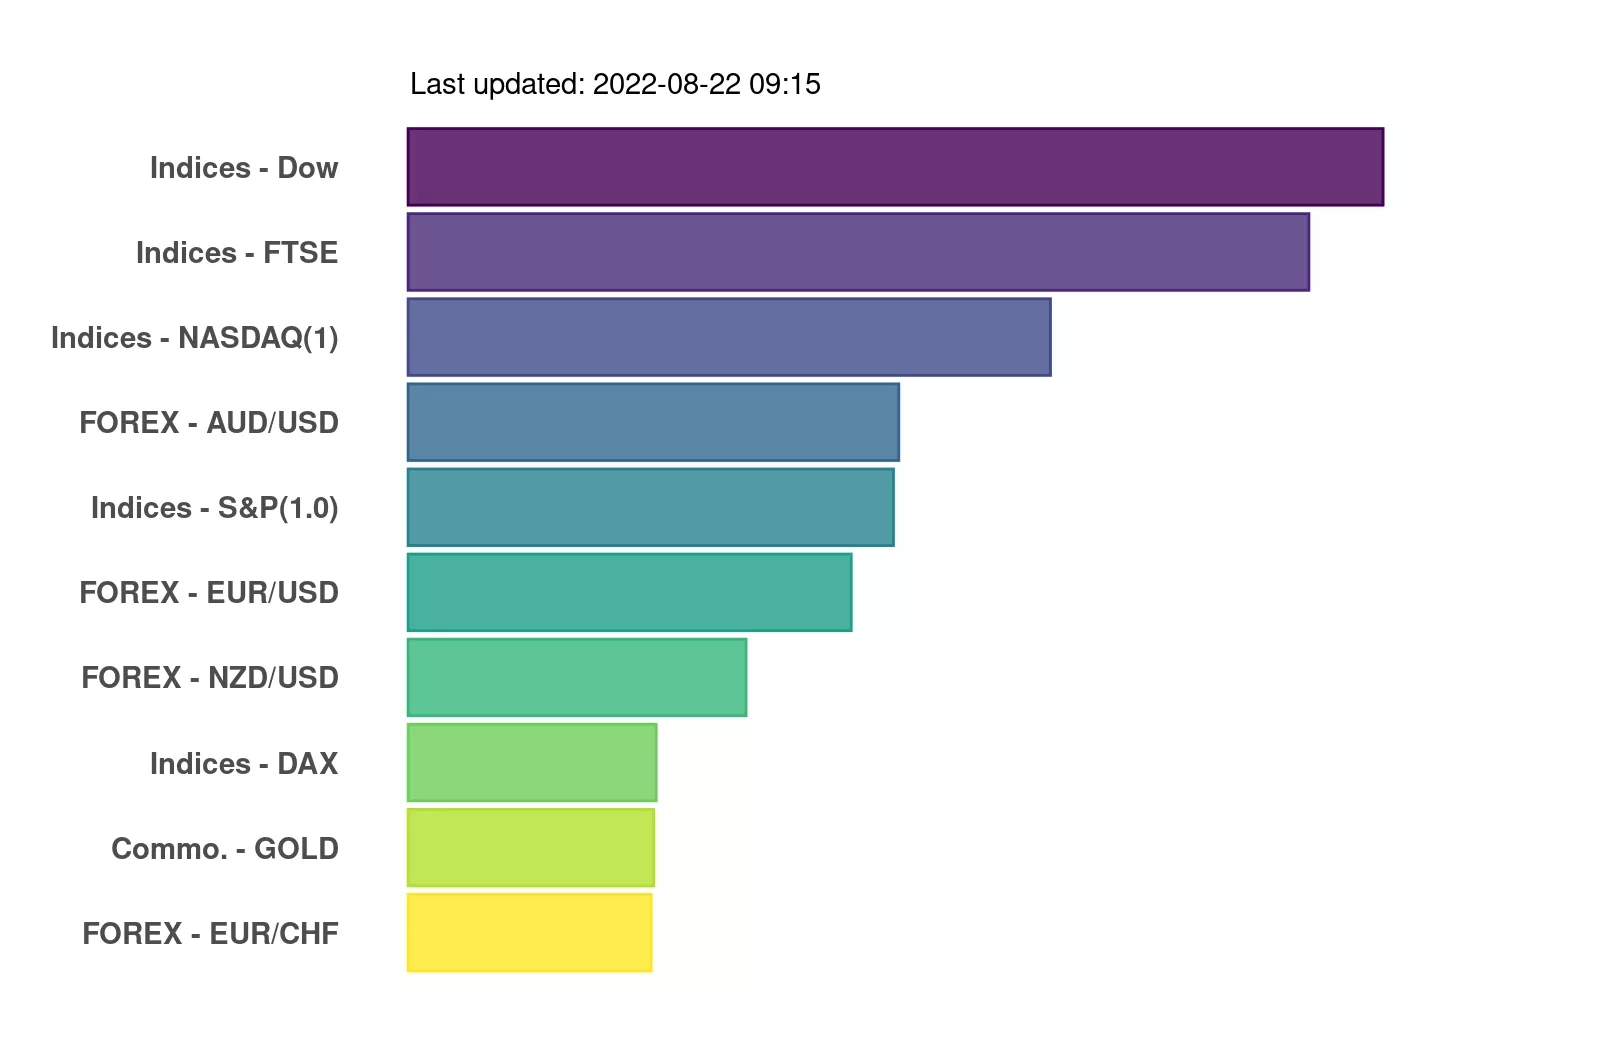 Last updated: 2022-08-22 09:15
Indices - Dow
Indices - FTSE
Indices - NASDAQ(1)
FOREX - AUD/USD
Indices - S&P(1.0)
FOREX - EUR/USD
FOREX - NZD/USD
Indices - DAX
Commo. - GOLD
FOREX - EUR/CHF